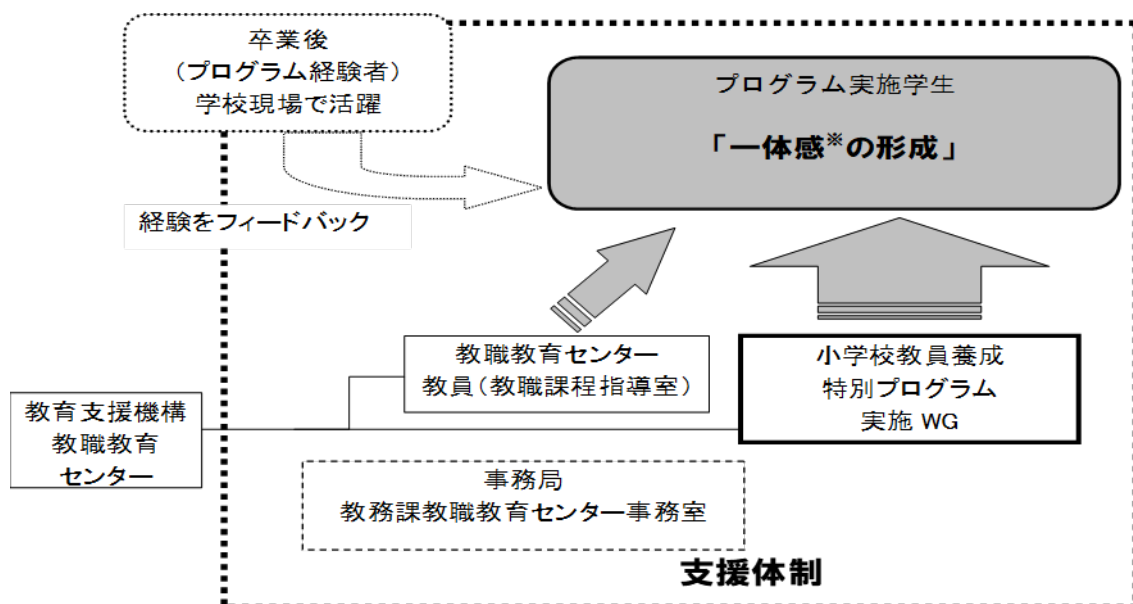 卒業後
(プログラム経験者)
学校現場で活躍
プログラム実施学生
「一体感※の形成」
経験をフィードバック
教職教育センター
教員(教職課程指導室)
小学校教員養成
特別プログラム
実施 WG
教育支援機構
教職教育
センター
事務局
教務課教職教育センター事務室
支援体制